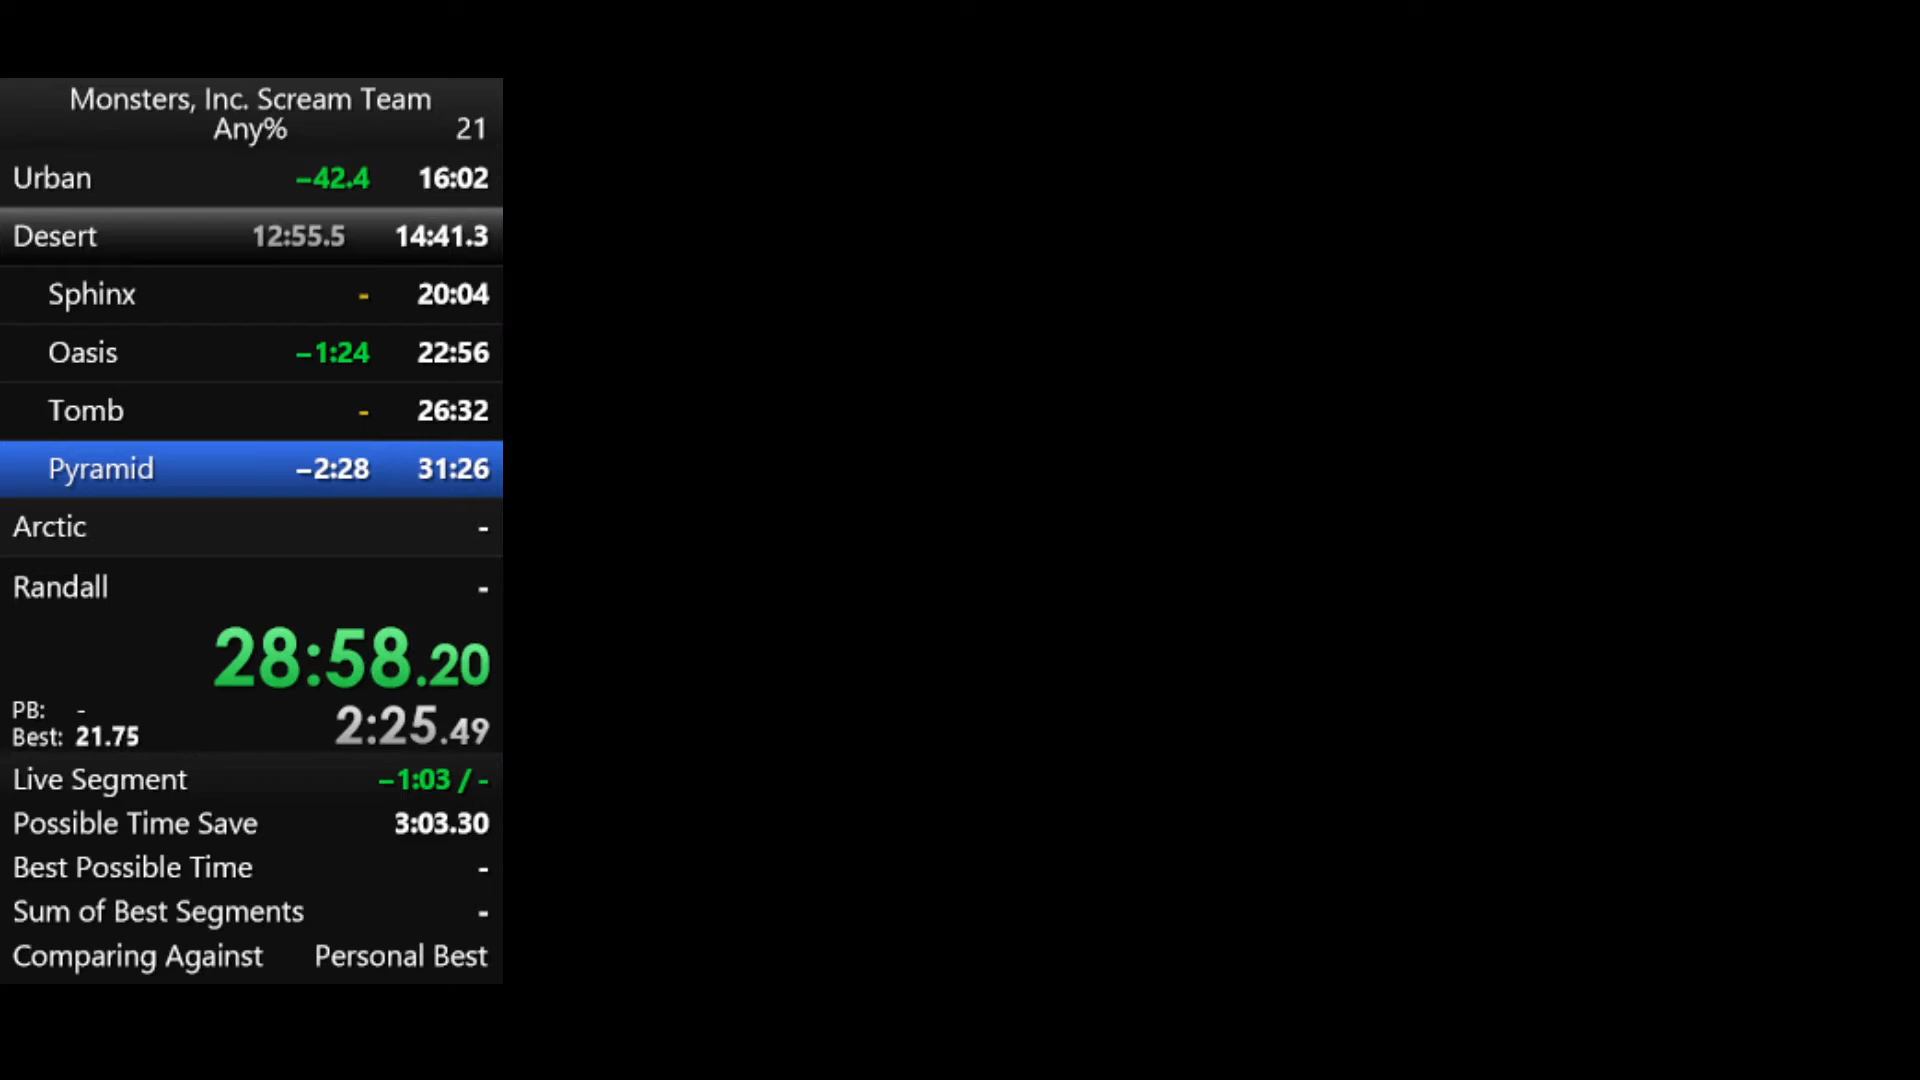 Monsters, Inc. Scream Team
Any% 21
Urban −42.4 16:02
Desert 12:55.5 14:41.3
Sphinx - 20:04
Oasis −1:24 22:56
Tomb - 26:32
Pyramid −2:28 31:26
Arctic -
Randall -
28:58.20
PB: -
Best: 21.75
2:25.49
Live Segment −1:03 / -
Possible Time Save 3:03.30
Best Possible Time -
Sum of Best Segments -
Comparing Against Personal Best